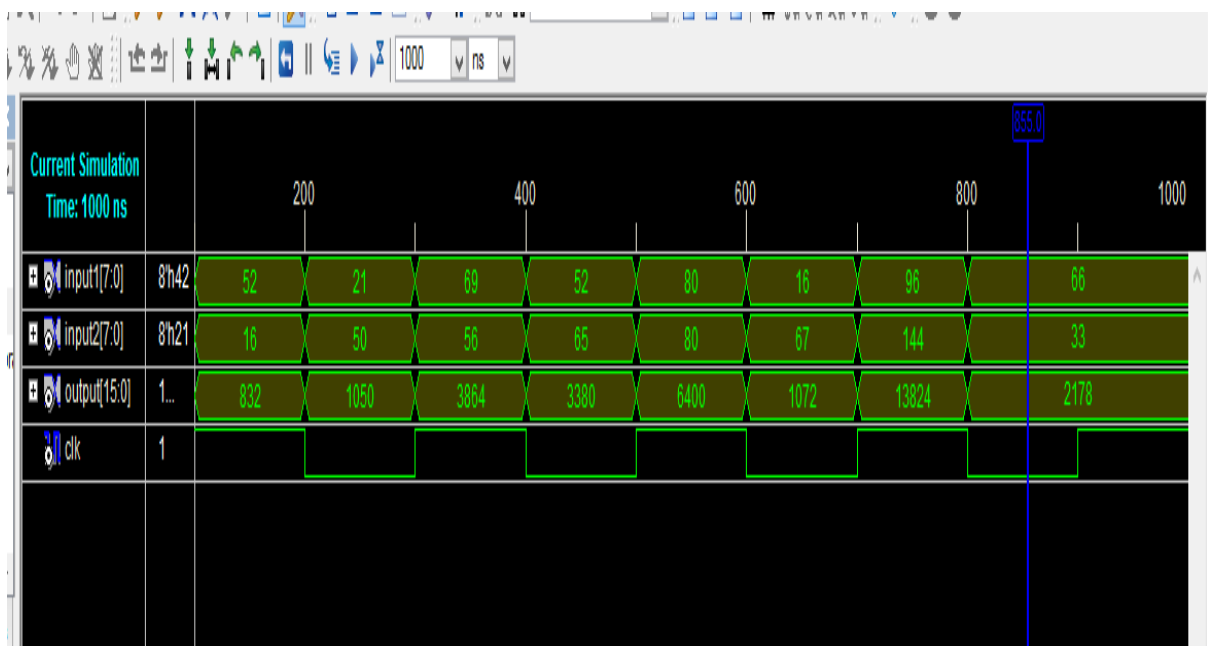 1000 ns
855.0
Current Simulation
Time: 1000 ns
200 400 600 800 1000
input1[7:0] 8'h42 52 21 69 52 80 16 96 66
input2[7:0] 8'h21 16 50 56 65 80 67 144 33
output[15:0] 1... 832 1050 3864 3380 6400 1072 13824 2178
clk 1